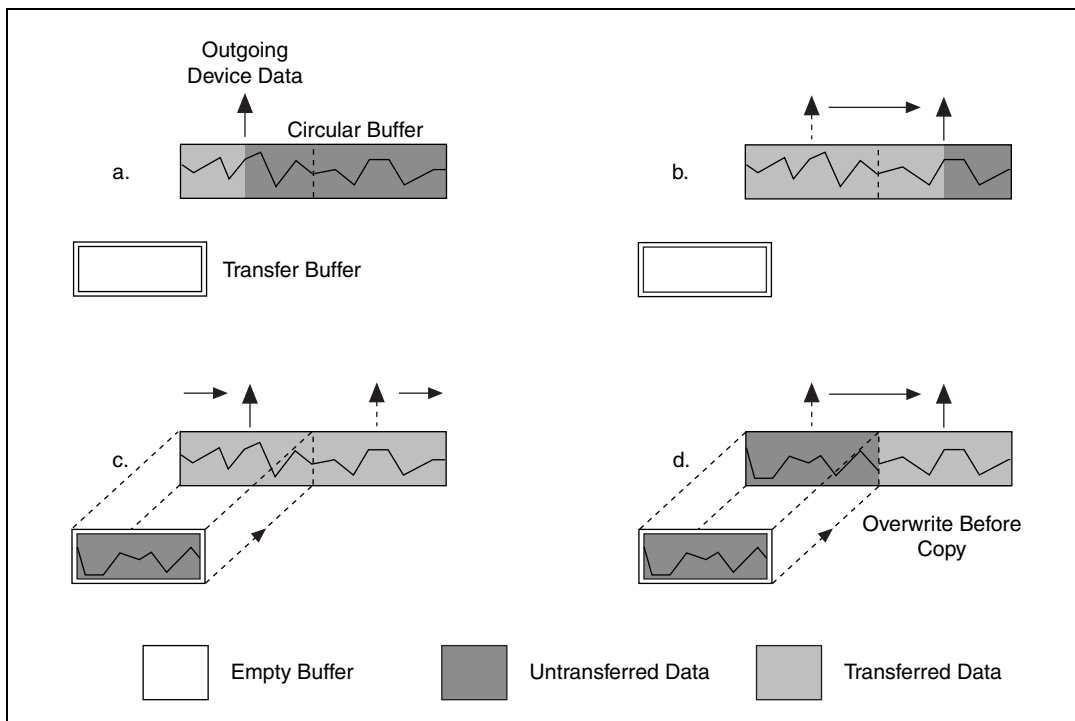 Outgoing
Device Data
Circular Buffer
a.
b.
Transfer Buffer
c.
d.
Overwrite Before
Copy
Empty Buffer
Untransferred Data
Transferred Data